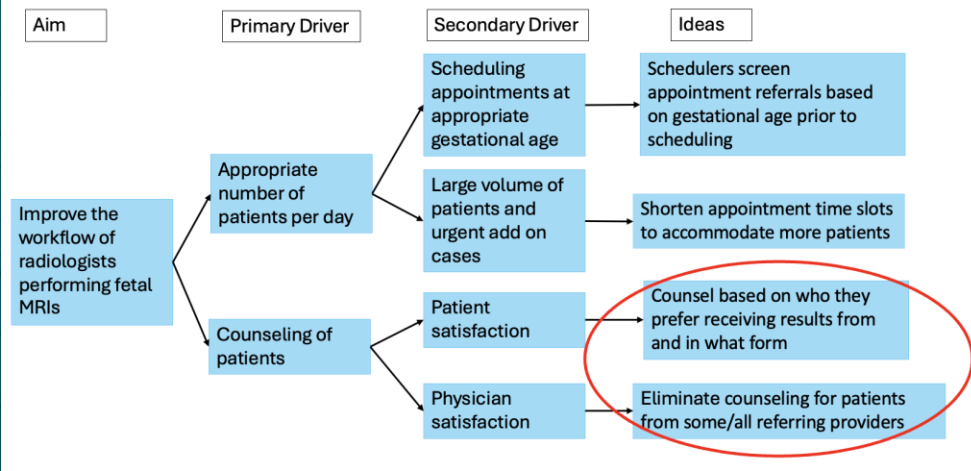 Aim
Primary Driver
Secondary Driver
Ideas
Improve the
workflow of
radiologists
performing fetal
MRIs
Appropriate
number of
patients per day
Counseling of
patients
Scheduling
appointments at
appropriate
gestational age
Large volume of
patients and
urgent add on
cases
Patient
satisfaction
Physician
satisfaction
Schedulers screen
appointment referrals based
on gestational age prior to
scheduling
Shorten appointment time slots
to accommodate more patients
Counsel based on who they
prefer receiving results from
and in what form
Eliminate counseling for patients
from some/all referring providers